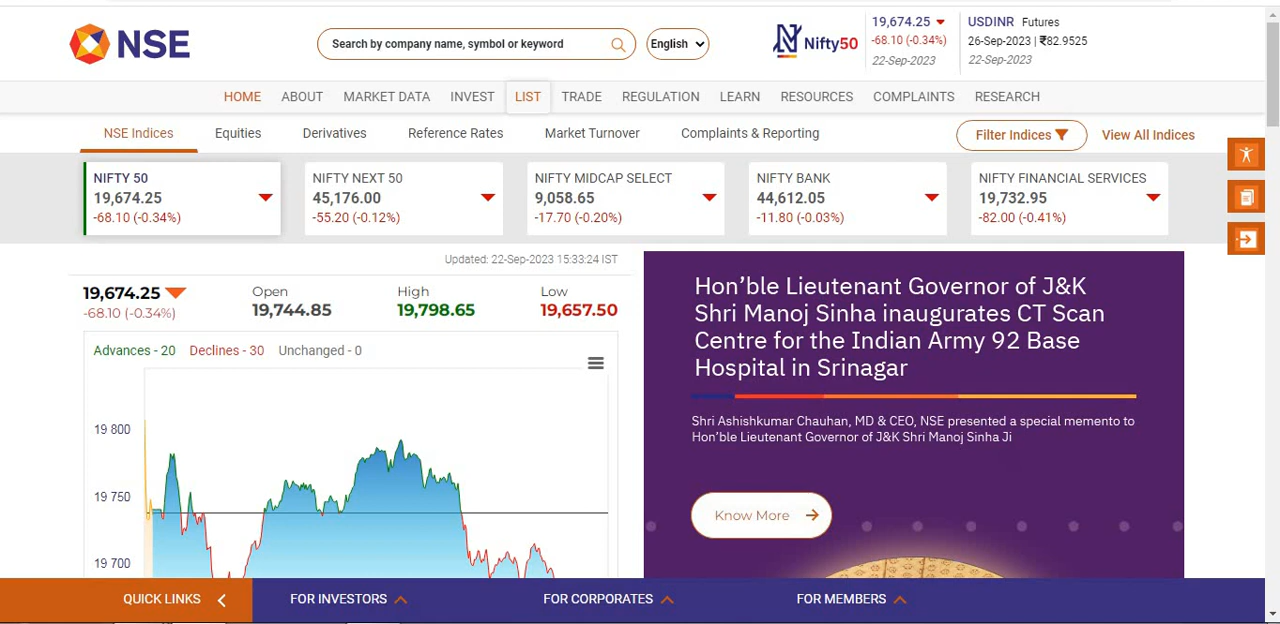 NSE
Search by company name, symbol or keyword
English
Nifty50
19,674.25
-68.10 (-0.34%)
22-Sep-2023
USDINR Futures
26-Sep-2023 | ₹82.9525
22-Sep-2023
HOME ABOUT MARKET DATA INVEST LIST TRADE REGULATION LEARN RESOURCES COMPLAINTS RESEARCH
NSE Indices Equities Derivatives Reference Rates Market Turnover Complaints & Reporting Filter Indices View All Indices
NIFTY 50
19,674.25
-68.10 (-0.34%)
NIFTY NEXT 50
45,176.00
-55.20 (-0.12%)
NIFTY MIDCAP SELECT
9,058.65
-17.70 (-0.20%)
NIFTY BANK
44,612.05
-11.80 (-0.03%)
NIFTY FINANCIAL SERVICES
19,732.95
-82.00 (-0.41%)
Updated: 22-Sep-2023 15:33:24 IST
19,674.25
-68.10 (-0.34%)
Open
19,744.85
High
19,798.65
Low
19,657.50
Advances - 20 Declines - 30 Unchanged - 0
19 800
19 750
19 700
Hon’ble Lieutenant Governor of J&K
Shri Manoj Sinha inaugurates CT Scan
Centre for the Indian Army 92 Base
Hospital in Srinagar
Shri Ashishkumar Chauhan, MD & CEO, NSE presented a special memento to
Hon’ble Lieutenant Governor of J&K Shri Manoj Sinha Ji
Know More
QUICK LINKS FOR INVESTORS FOR CORPORATES FOR MEMBERS